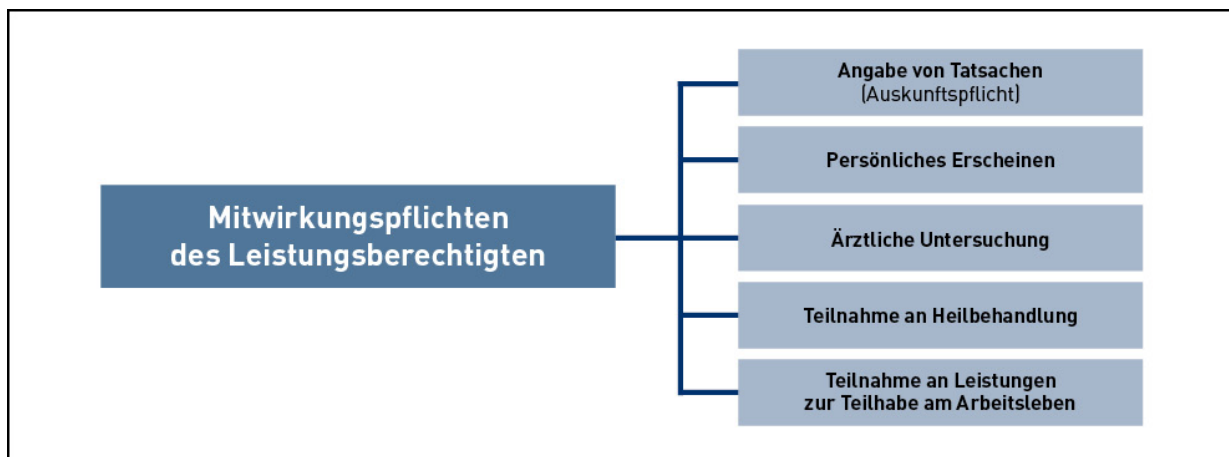 Mitwirkungspflichten
des Leistungsberechtigten
Angabe von Tatsachen
(Auskunftspflicht)
Persönliches Erscheinen
Ärztliche Untersuchung
Teilnahme an Heilbehandlung
Teilnahme an Leistungen
zur Teilhabe am Arbeitsleben